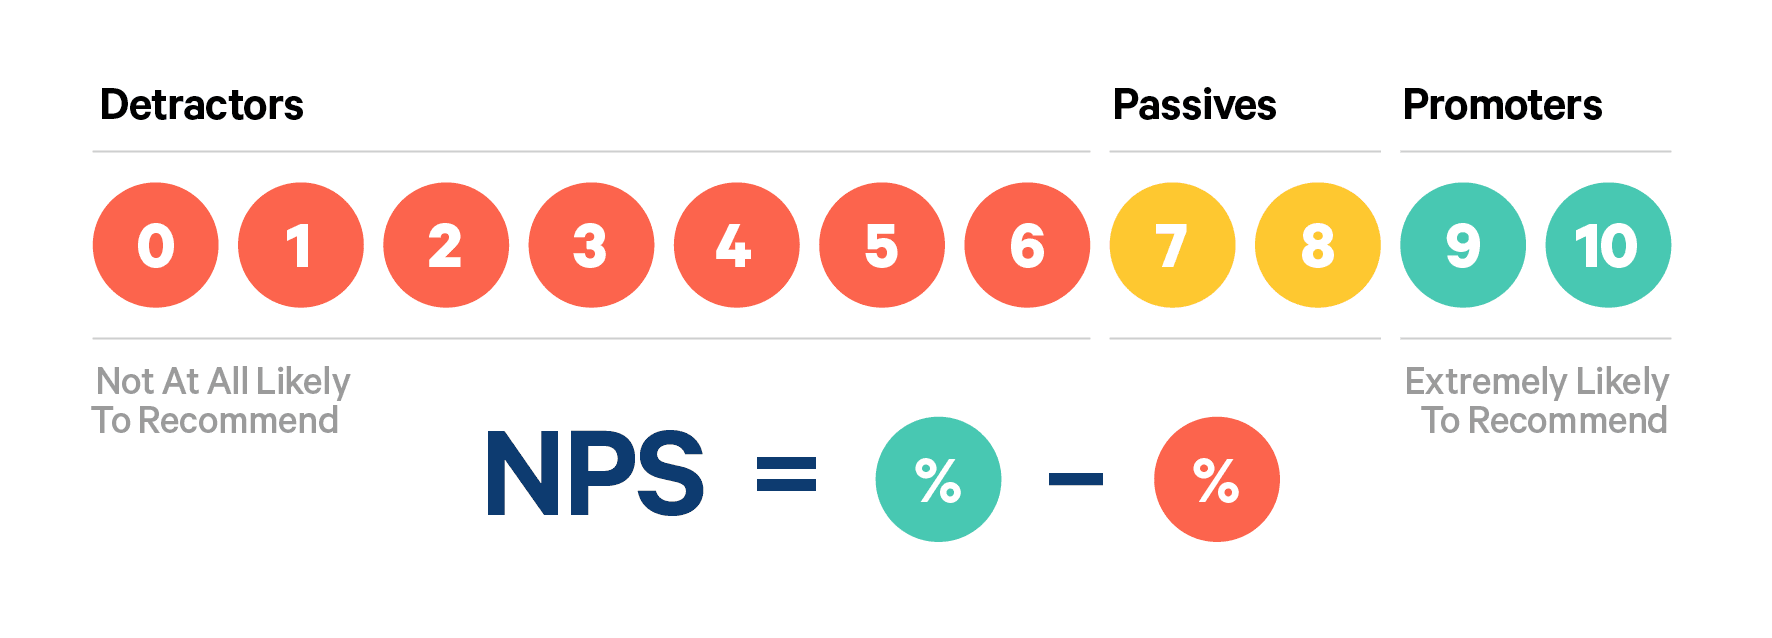 Detractors Passives Promoters
0 1 2 3 4 5 6 7 8 9 10
Not At All Likely
To Recommend
Extremely Likely
To Recommend
NPS = % – %